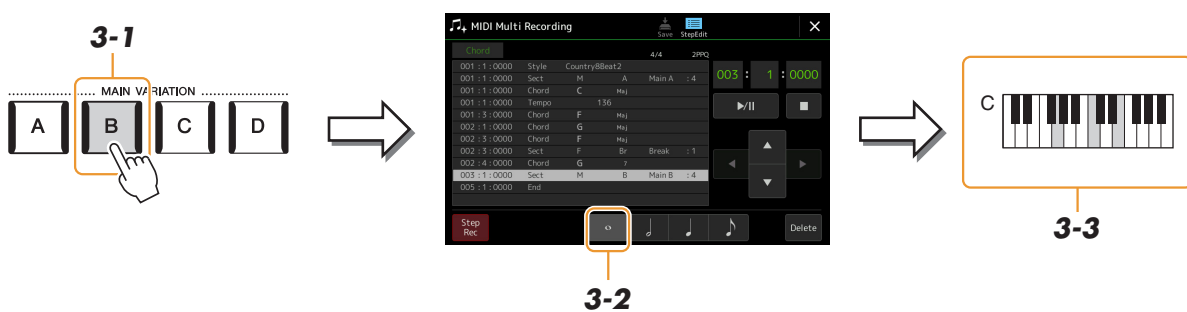 3-1
MAIN VARIATION
A B C D
MIDI Multi Recording Save StepEdit
Chord 4/4 2PPQ
001 : 1 : 0000 Style Country8Beat2
001 : 1 : 0000 Sect M A Main A : 4
001 : 1 : 0000 Chord C Maj
001 : 1 : 0000 Tempo 136
001 : 3 : 0000 Chord F Maj
002 : 1 : 0000 Chord G Maj
002 : 3 : 0000 Chord F Maj
002 : 3 : 0000 Sect F Br Break : 1
002 : 4 : 0000 Chord G 7
003 : 1 : 0000 Sect M B Main B : 4
005 : 1 : 0000 End
003 : 1 : 0000
Step
Rec
Delete
3-2
C
3-3